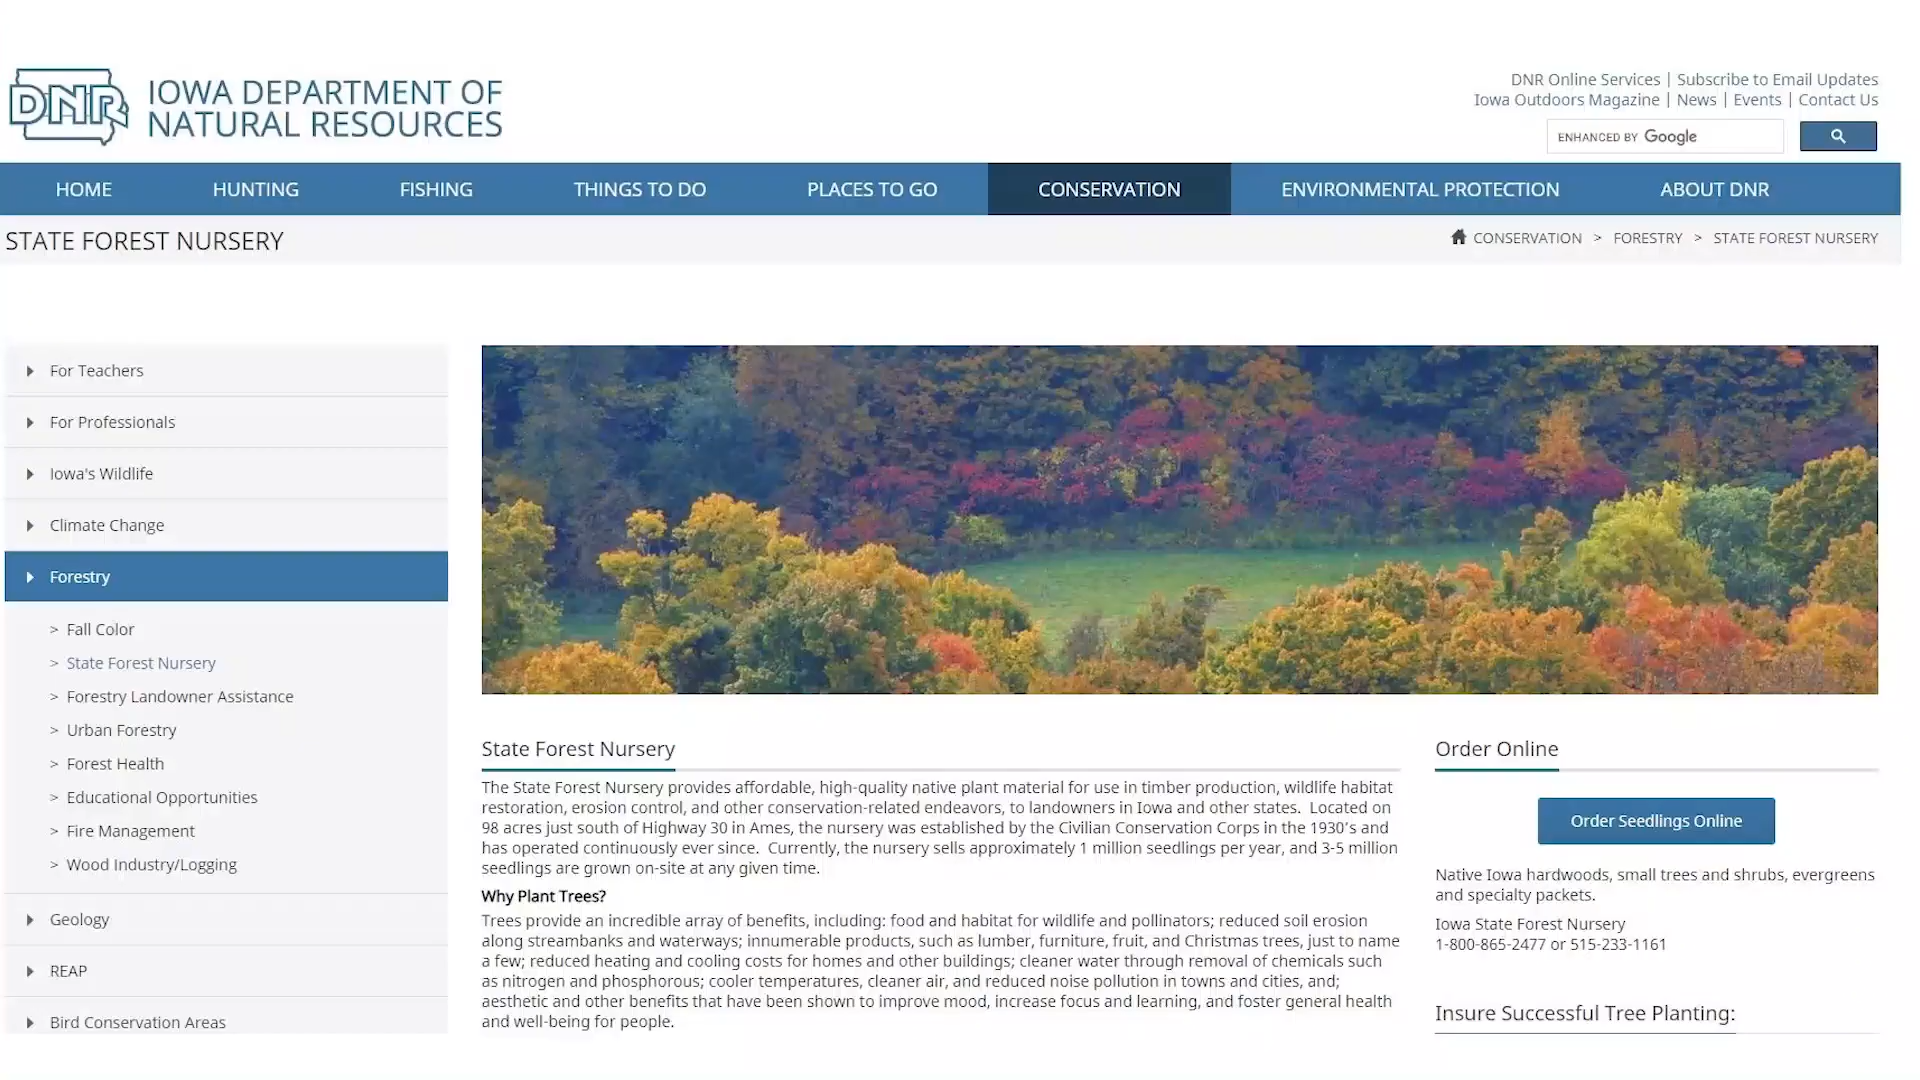 DNR
IOWA DEPARTMENT OF
NATURAL RESOURCES
DNR Online Services | Subscribe to Email Updates
Iowa Outdoors Magazine | News | Events | Contact Us
ENHANCED BY Google
HOME HUNTING FISHING THINGS TO DO PLACES TO GO CONSERVATION ENVIRONMENTAL PROTECTION ABOUT DNR
STATE FOREST NURSERY
CONSERVATION > FORESTRY > STATE FOREST NURSERY
For Teachers
For Professionals
Iowa's Wildlife
Climate Change
Forestry
> Fall Color
> State Forest Nursery
> Forestry Landowner Assistance
> Urban Forestry
> Forest Health
> Educational Opportunities
> Fire Management
> Wood Industry/Logging
Geology
REAP
Bird Conservation Areas
State Forest Nursery
The State Forest Nursery provides affordable, high-quality native plant material for use in timber production, wildlife habitat
restoration, erosion control, and other conservation-related endeavors, to landowners in Iowa and other states. Located on
98 acres just south of Highway 30 in Ames, the nursery was established by the Civilian Conservation Corps in the 1930's and
has operated continuously ever since. Currently, the nursery sells approximately 1 million seedlings per year, and 3-5 million
seedlings are grown on-site at any given time.
Why Plant Trees?
Trees provide an incredible array of benefits, including: food and habitat for wildlife and pollinators; reduced soil erosion
along streambanks and waterways; innumerable products, such as lumber, furniture, fruit, and Christmas trees, just to name
a few; reduced heating and cooling costs for homes and other buildings; cleaner water through removal of chemicals such
as nitrogen and phosphorous; cooler temperatures, cleaner air, and reduced noise pollution in towns and cities, and;
aesthetic and other benefits that have been shown to improve mood, increase focus and learning, and foster general health
and well-being for people.
Order Online
Order Seedlings Online
Native Iowa hardwoods, small trees and shrubs, evergreens
and specialty packets.
Iowa State Forest Nursery
1-800-865-2477 or 515-233-1161
Insure Successful Tree Planting: